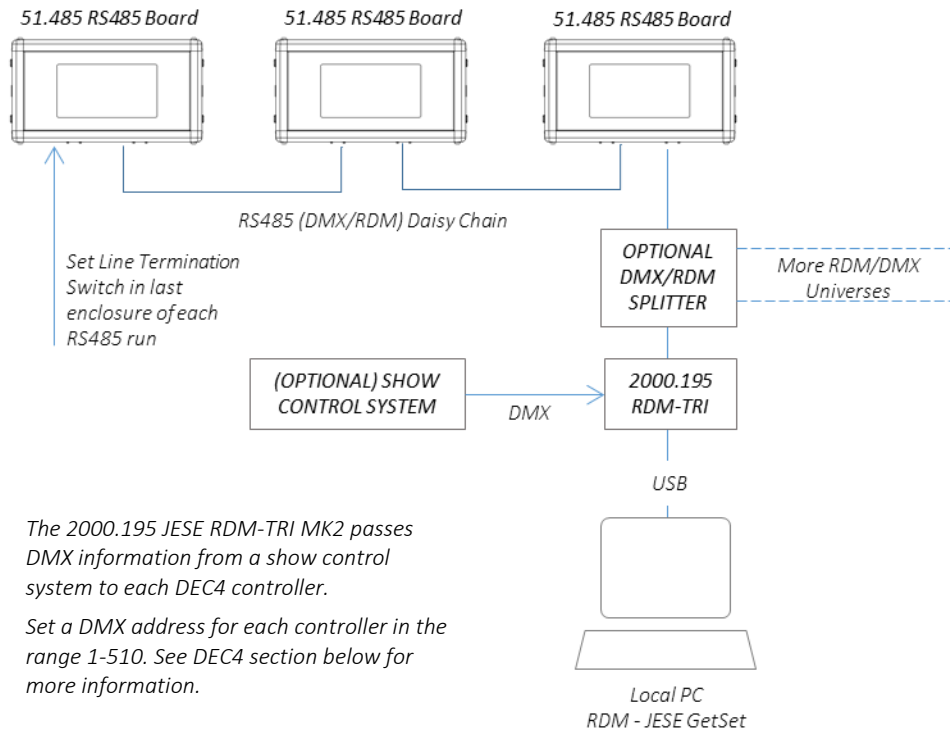 51.485 RS485 Board
51.485 RS485 Board
51.485 RS485 Board
RS485 (DMX/RDM) Daisy Chain
Set Line Termination
Switch in last
enclosure of each
RS485 run
OPTIONAL
DMX/RDM
SPLITTER
More RDM/DMX
Universes
(OPTIONAL) SHOW
CONTROL SYSTEM
DMX
2000.195
RDM-TRI
USB
The 2000.195 JESE RDM-TRI MK2 passes
DMX information from a show control
system to each DEC4 controller.
Set a DMX address for each controller in the
range 1-510. See DEC4 section below for
more information.
Local PC
RDM - JESE GetSet